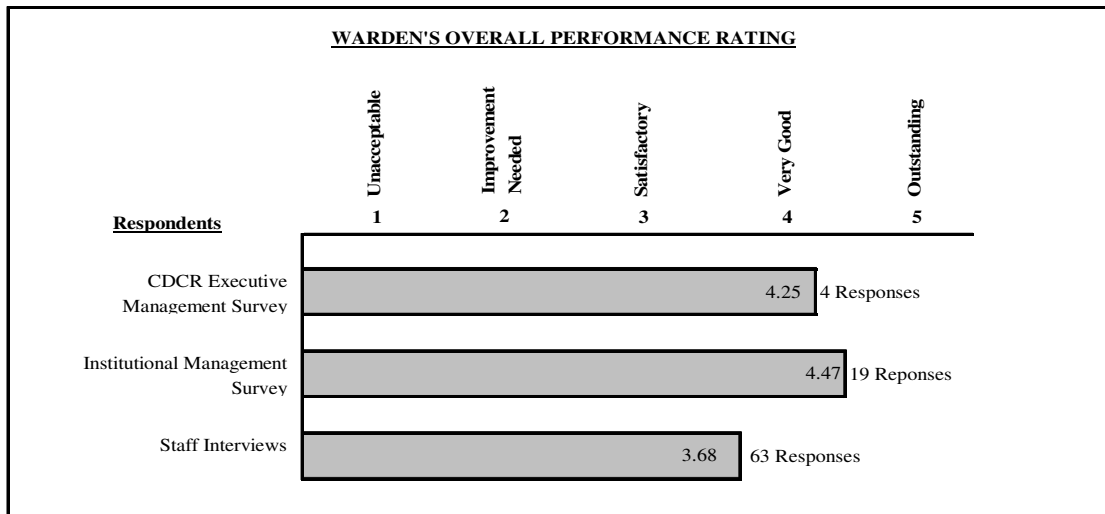 WARDEN'S OVERALL PERFORMANCE RATING
Unacceptable
Improvement
Needed
Satisfactory
Very Good
Outstanding
Respondents
1 2 3 4 5
CDCR Executive
Management Survey
4.25 4 Responses
Institutional Management
Survey
4.47 19 Reponses
Staff Interviews
3.68 63 Responses